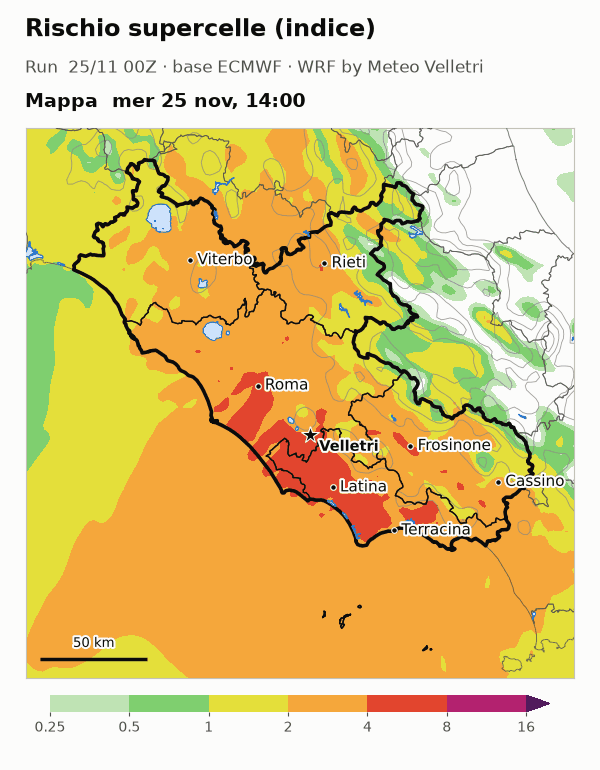 Rischio supercelle (indice)
Run  25/11 00Z · base ECMWF · WRF by Meteo Velletri
Mappa  mer 25 nov, 14:00
Viterbo
Rieti
Roma
Velletri
Frosinone
Latina
Cassino
Terracina
50 km
0.25 0.5 1 2 4 8 16